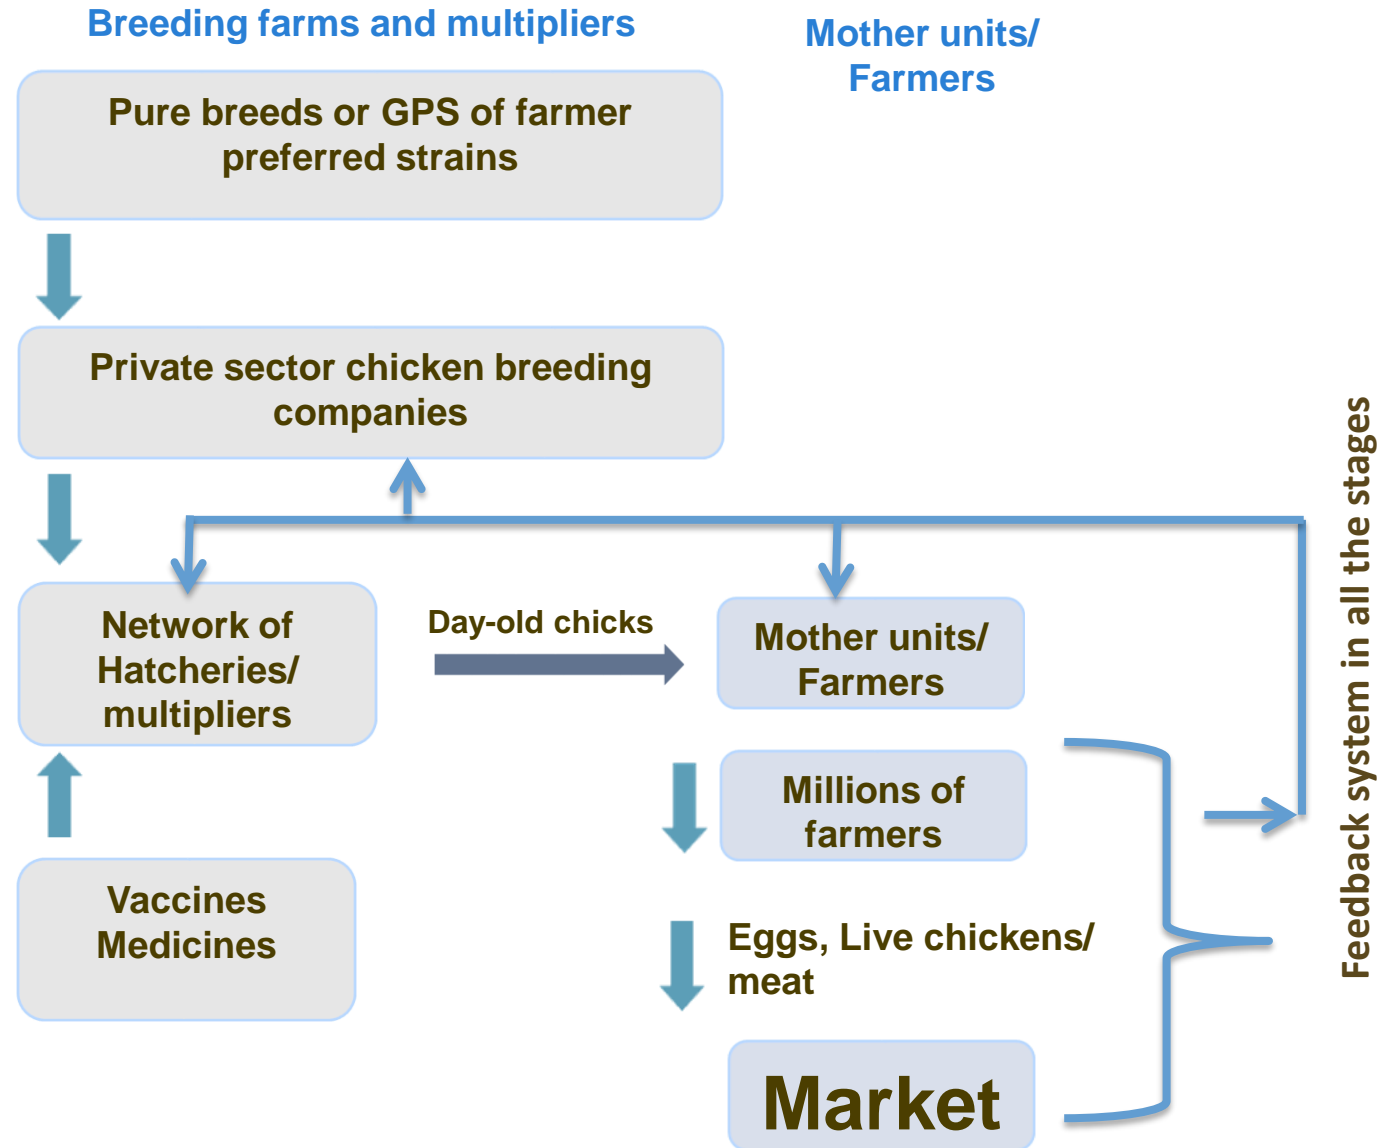 Breeding farms and multipliers
Mother units/
Farmers
Pure breeds or GPS of farmer
preferred strains
Private sector chicken breeding
companies
Network of
Hatcheries/
multipliers
Day-old chicks
Mother units/
Farmers
Millions of
farmers
Vaccines
Medicines
Eggs, Live chickens/
meat
Market
Feedback system in all the stages